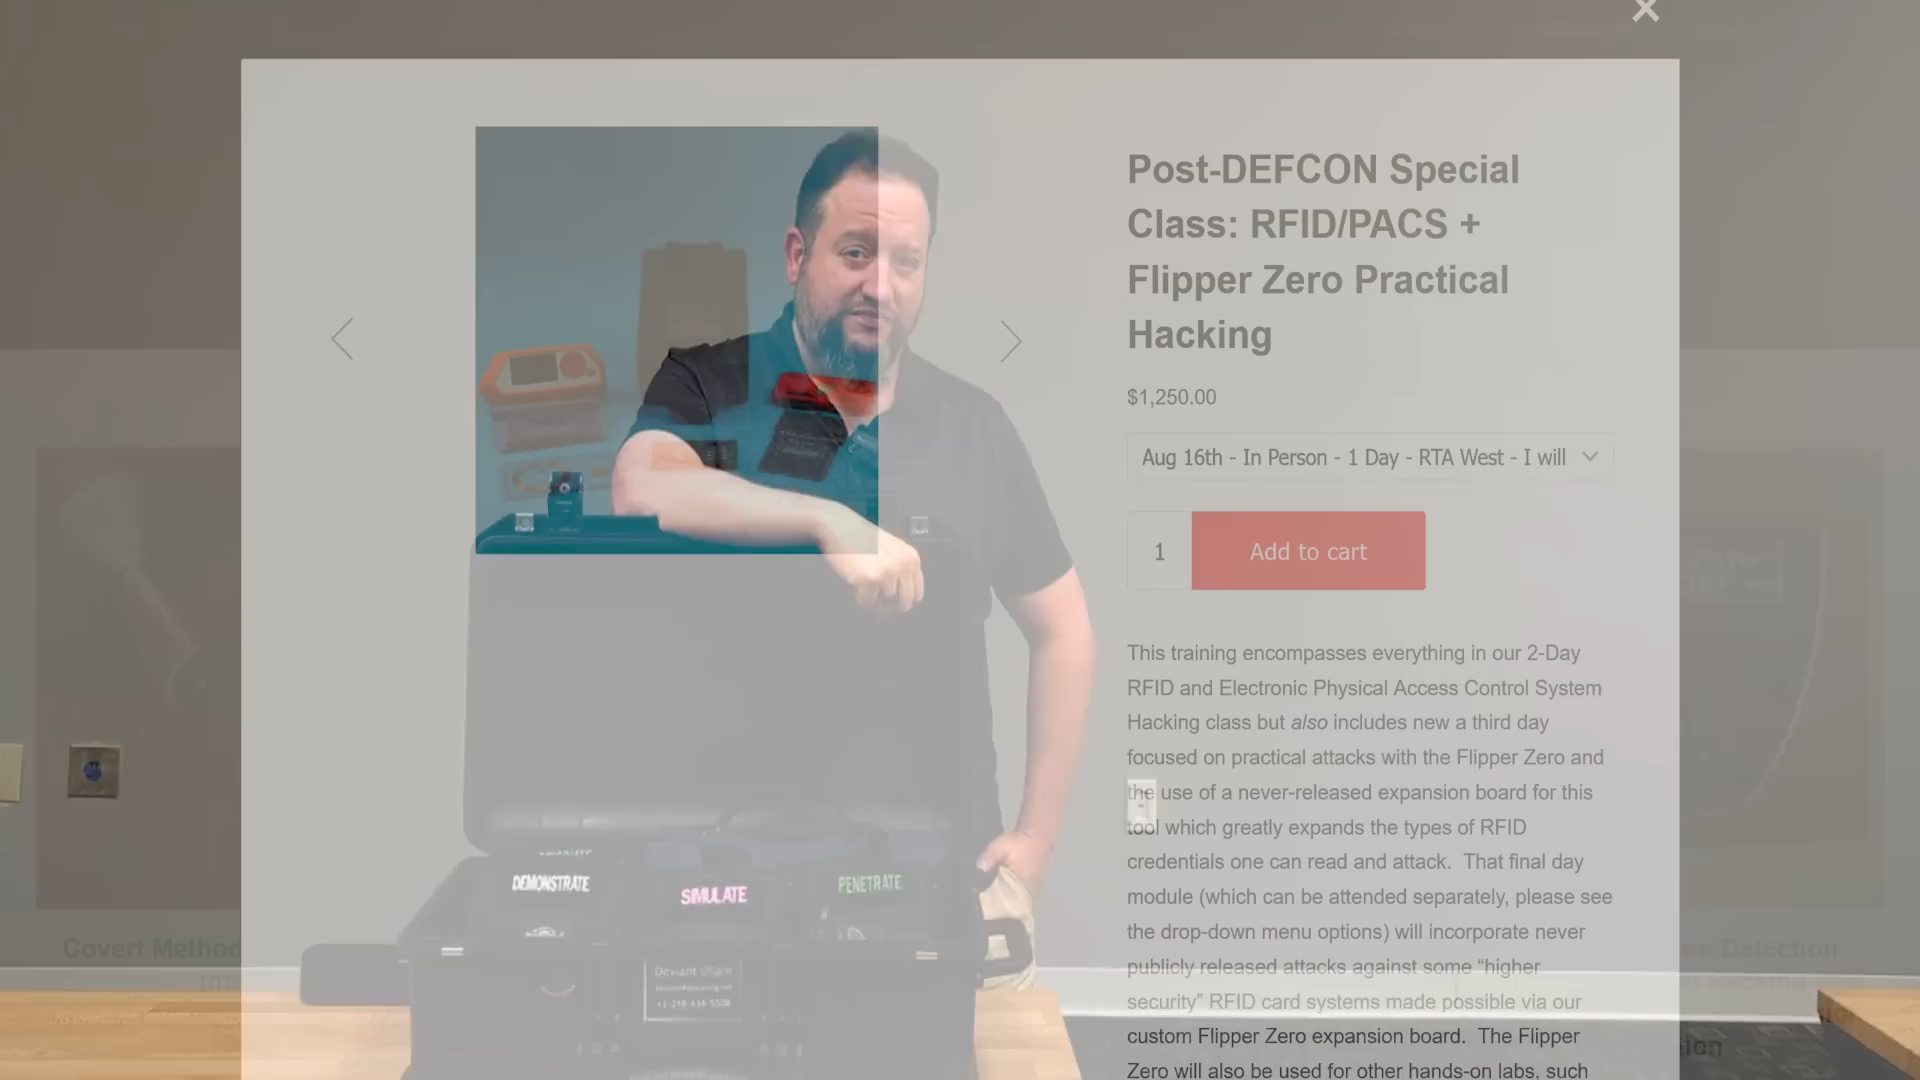 Post-DEFCON Special
Class: RFID/PACS +
Flipper Zero Practical
Hacking
$1,250.00
Aug 16th - In Person - 1 Day - RTA West - I will
1
Add to cart
This training encompasses everything in our 2-Day
RFID and Electronic Physical Access Control System
Hacking class but also includes new a third day
focused on practical attacks with the Flipper Zero and
the use of a never-released expansion board for this
tool which greatly expands the types of RFID
credentials one can read and attack. That final day
module (which can be attended separately, please see
the drop-down menu options) will incorporate never
publicly released attacks against some “higher
security” RFID card systems made possible via our
custom Flipper Zero expansion board. The Flipper
Zero will also be used for other hands-on labs, such
DEMONSTRATE
SIMULATE
PENETRATE
Deviant Ollam
Covert Method
on Detection